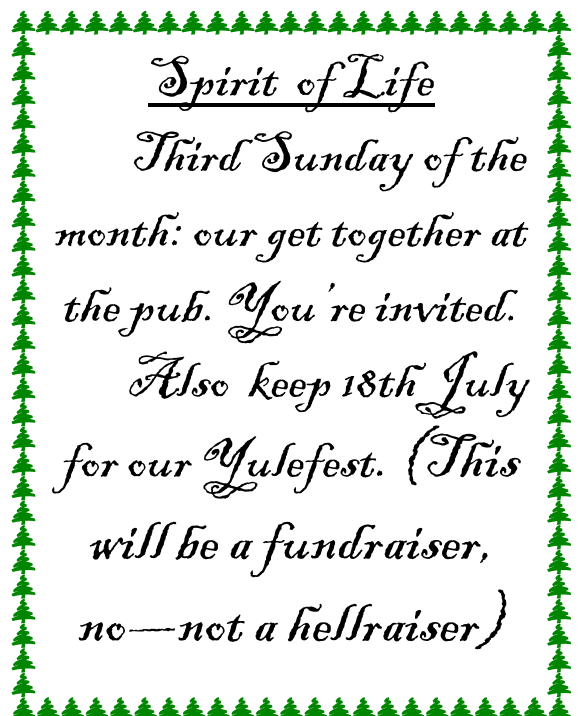 Spirit of Life
Third Sunday of the
month: our get together at
the pub. You're invited.
Also keep 18th July
for our Yulefest. (This
will be a fundraiser,
no—not a hellraiser)